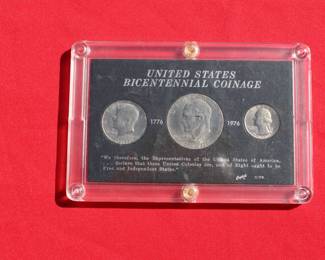 UNITED STATES
BICENTENNIAL COINAGE
1776 1976
"We therefore, the Representatives of the United States of America,
... declare that these United Colonies are, and of Right ought to be
Free and Independent States."